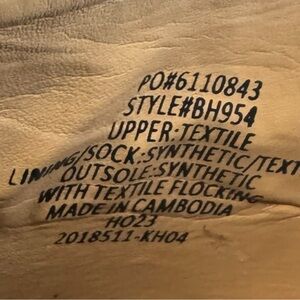 PO#6110843
STYLE#BH954
UPPER:TEXTILE
LINING/SOCK:SYNTHETIC/TEXT
OUTSOLE:SYNTHETIC
WITH TEXTILE FLOCKING
MADE IN CAMBODIA
HO23
2018511-KH04